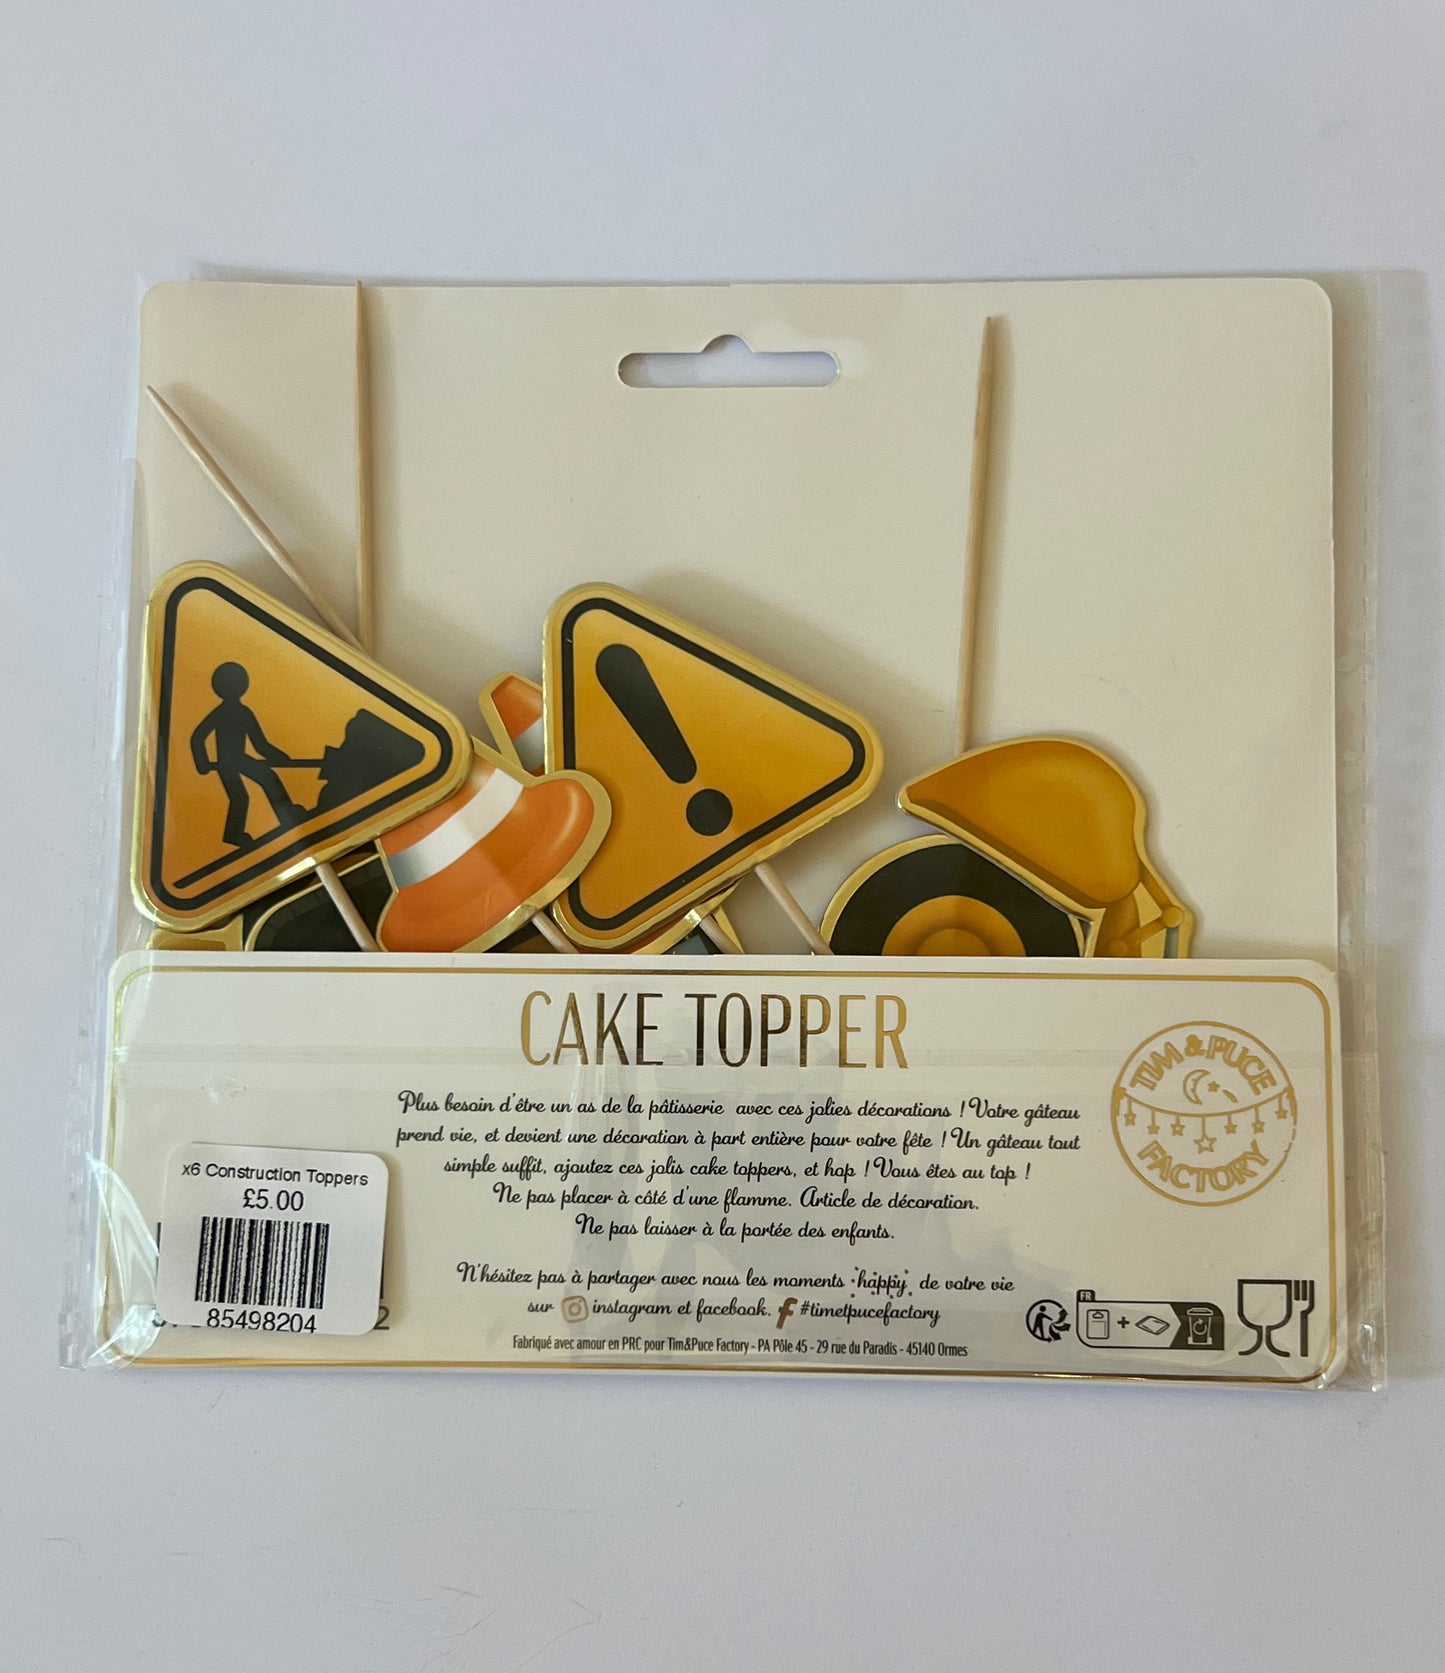 CAKE TOPPER
Plus besoin d'être un as de la pâtisserie avec ces jolies décorations ! Votre gâteau
prend vie, et devient une décoration à part entière pour votre fête ! Un gâteau tout
simple suffit, ajoutez ces jolis cake toppers, et hop ! Vous êtes au top !
Ne pas placer à côté d'une flamme. Article de décoration.
Ne pas laisser à la portée des enfants.
N'hésitez pas à partager avec nous les moments happy de votre vie
sur instagram et facebook. f #timetpucefactory
Fabriqué avec amour en PRC pour Tim&Puce Factory - PA Pôle 45 - 29 rue du Paradis - 45140 Ormes
TIM & PUCE
FACTORY
x6 Construction Toppers
£5.00
85498204
2
FR